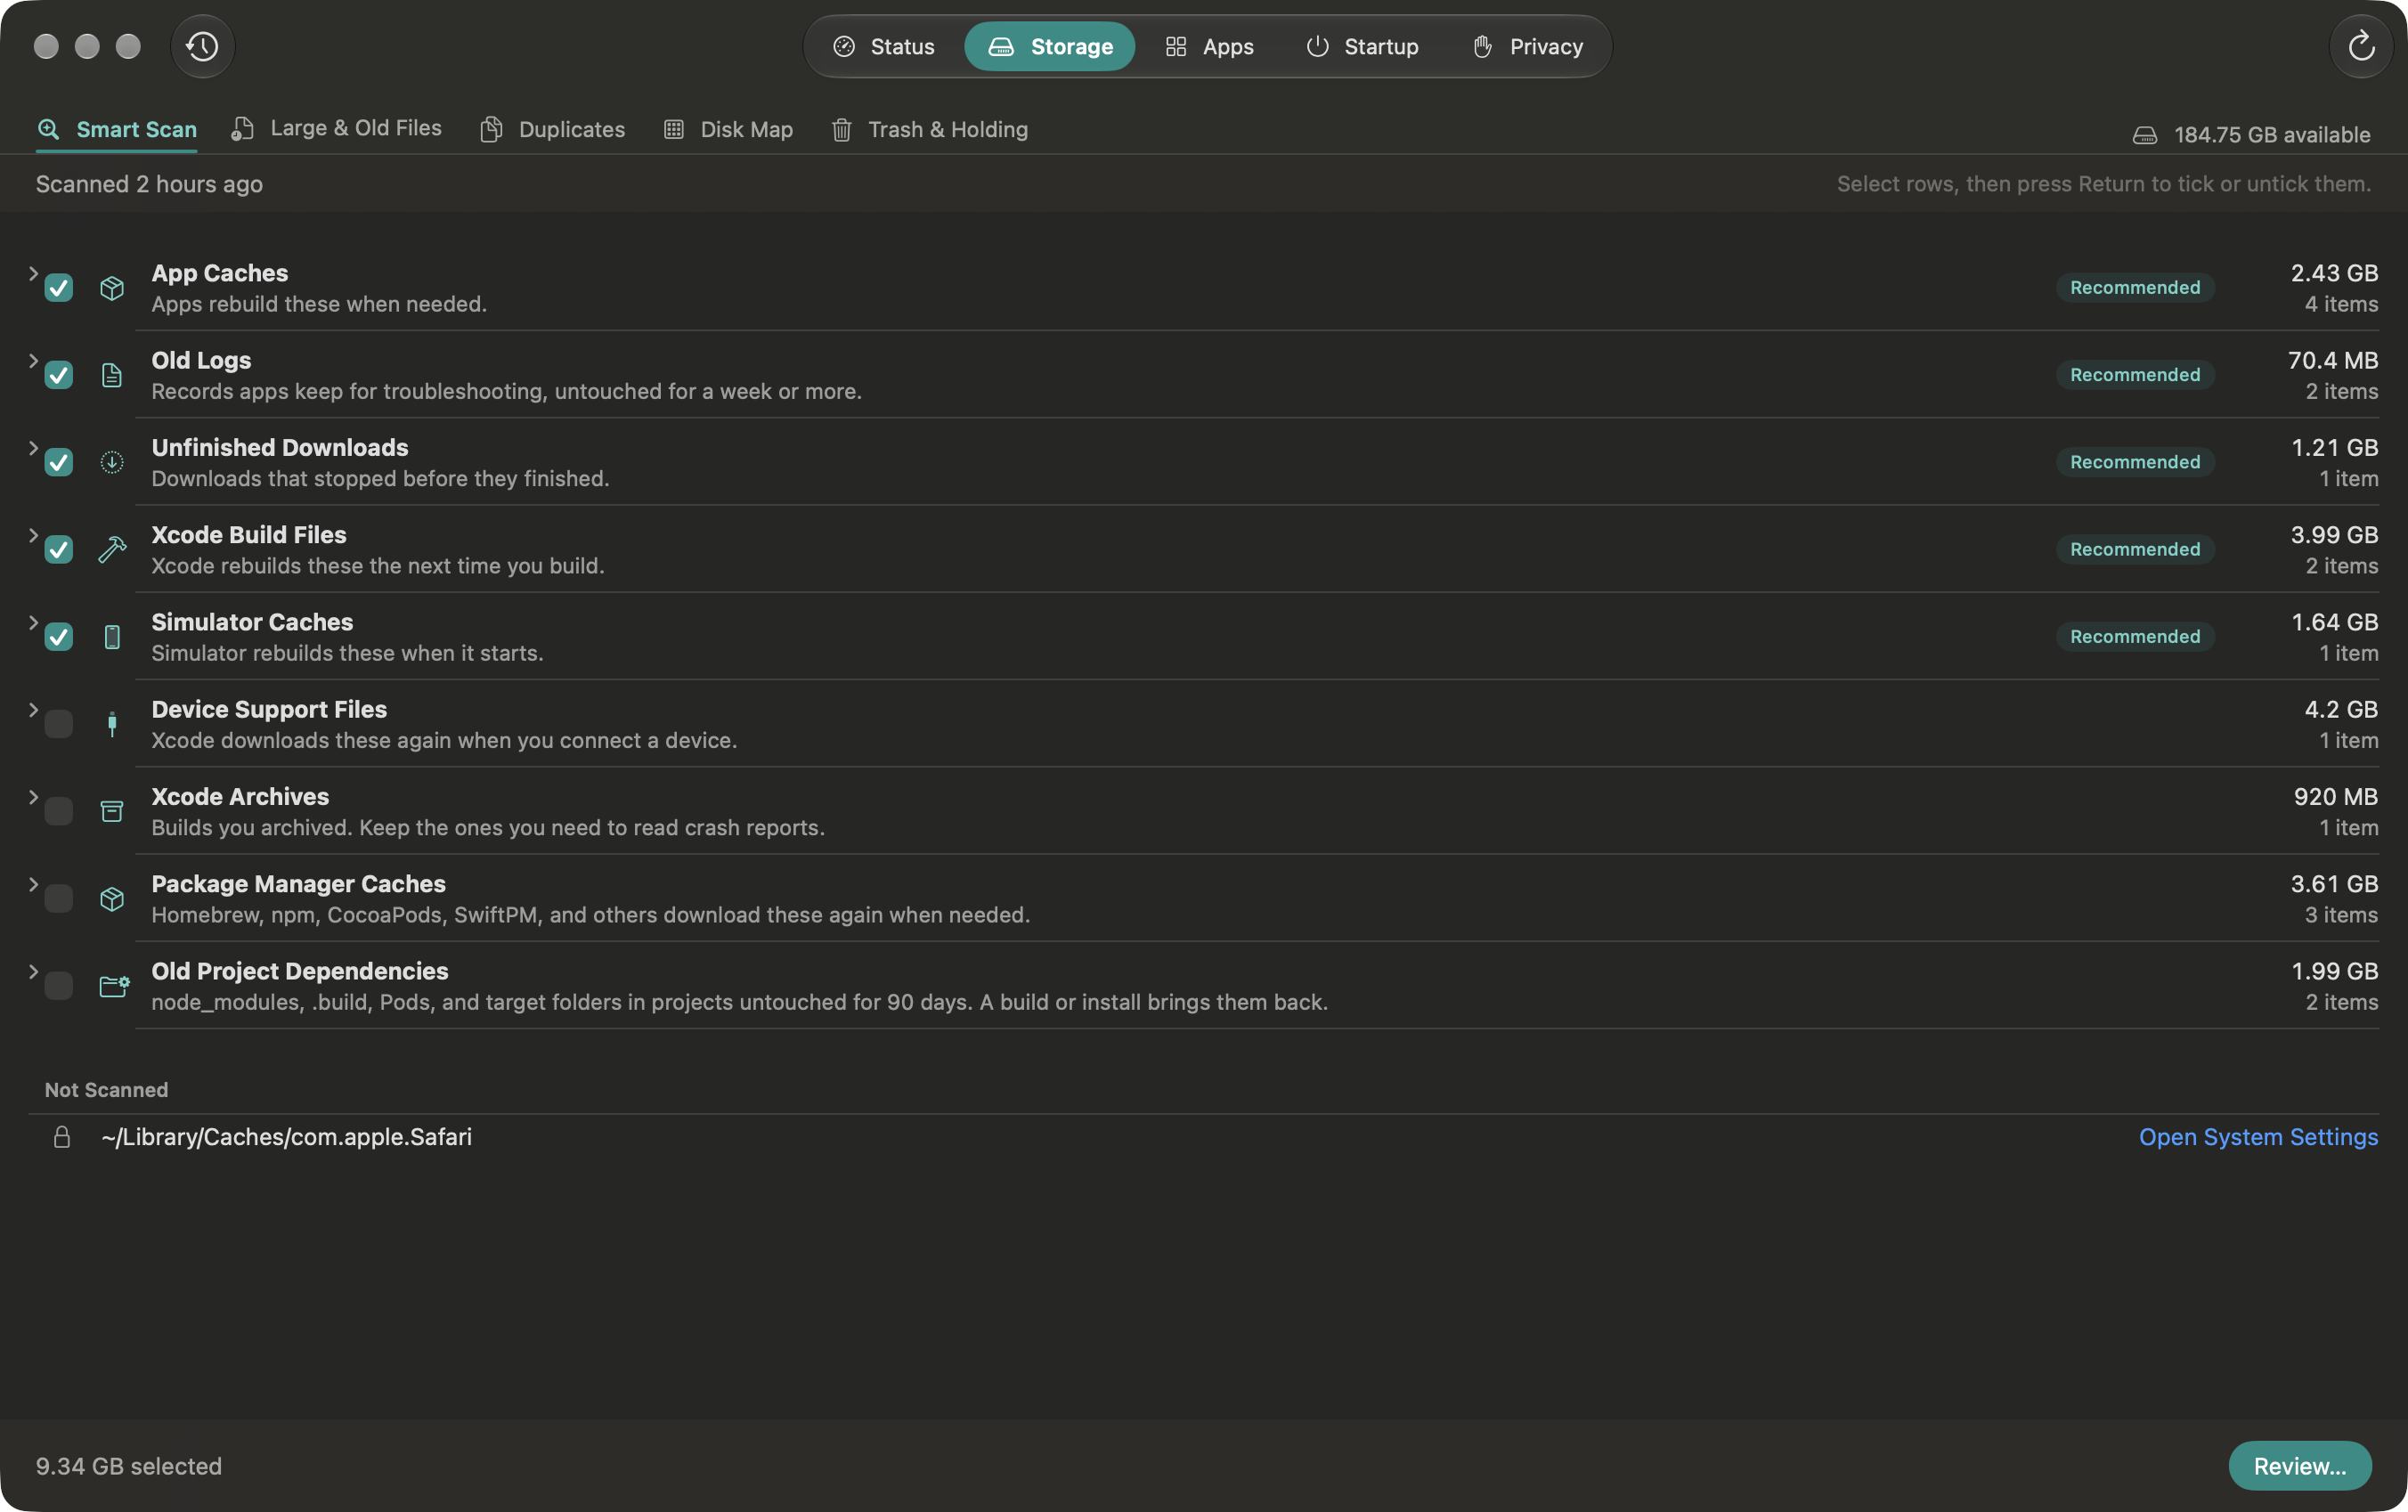 Status
Storage
Apps
Startup
Privacy
Smart Scan
Large & Old Files
Duplicates
Disk Map
Trash & Holding
184.75 GB available
Scanned 2 hours ago
Select rows, then press Return to tick or untick them.
App Caches
Apps rebuild these when needed.
Recommended
2.43 GB
4 items
Old Logs
Records apps keep for troubleshooting, untouched for a week or more.
Recommended
70.4 MB
2 items
Unfinished Downloads
Downloads that stopped before they finished.
Recommended
1.21 GB
1 item
Xcode Build Files
Xcode rebuilds these the next time you build.
Recommended
3.99 GB
2 items
Simulator Caches
Simulator rebuilds these when it starts.
Recommended
1.64 GB
1 item
Device Support Files
Xcode downloads these again when you connect a device.
4.2 GB
1 item
Xcode Archives
Builds you archived. Keep the ones you need to read crash reports.
920 MB
1 item
Package Manager Caches
Homebrew, npm, CocoaPods, SwiftPM, and others download these again when needed.
3.61 GB
3 items
Old Project Dependencies
node_modules, .build, Pods, and target folders in projects untouched for 90 days. A build or install brings them back.
1.99 GB
2 items
Not Scanned
~/Library/Caches/com.apple.Safari
Open System Settings
9.34 GB selected
Review...